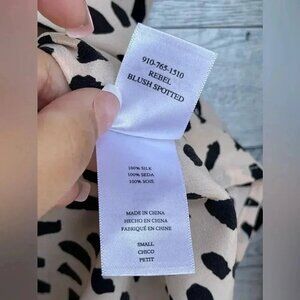 910-765-1510
REBEL
BLUSH SPOTTED
100% SILK
100% SEDA
100% SOIE
MADE IN CHINA
HECHO EN CHINA
FABRIQUÉ EN CHINE
SMALL
CHICO
PETIT